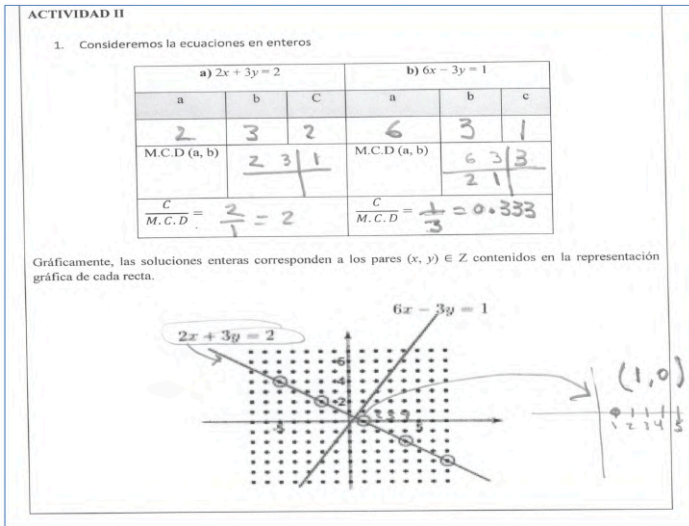 ACTIVIDAD II
1. Consideremos la ecuaciones en enteros
a) 2x + 3y = 2 b) 6x − 3y = 1
a b C a b c
2 3 2 6 3 1
M.C.D (a, b) 2 3 | 1 M.C.D (a, b) 6 3 | 3
2 1
C/M.C.D = 2/1 = 2 C/M.C.D = 1/3 = 0.333
Gráficamente, las soluciones enteras corresponden a los pares (x, y) ∈ Z contenidos en la representación
gráfica de cada recta.
6x − 3y = 1
2x + 3y = 2
6
4
2
-5 5
(1,0)
1 2 3 4 5